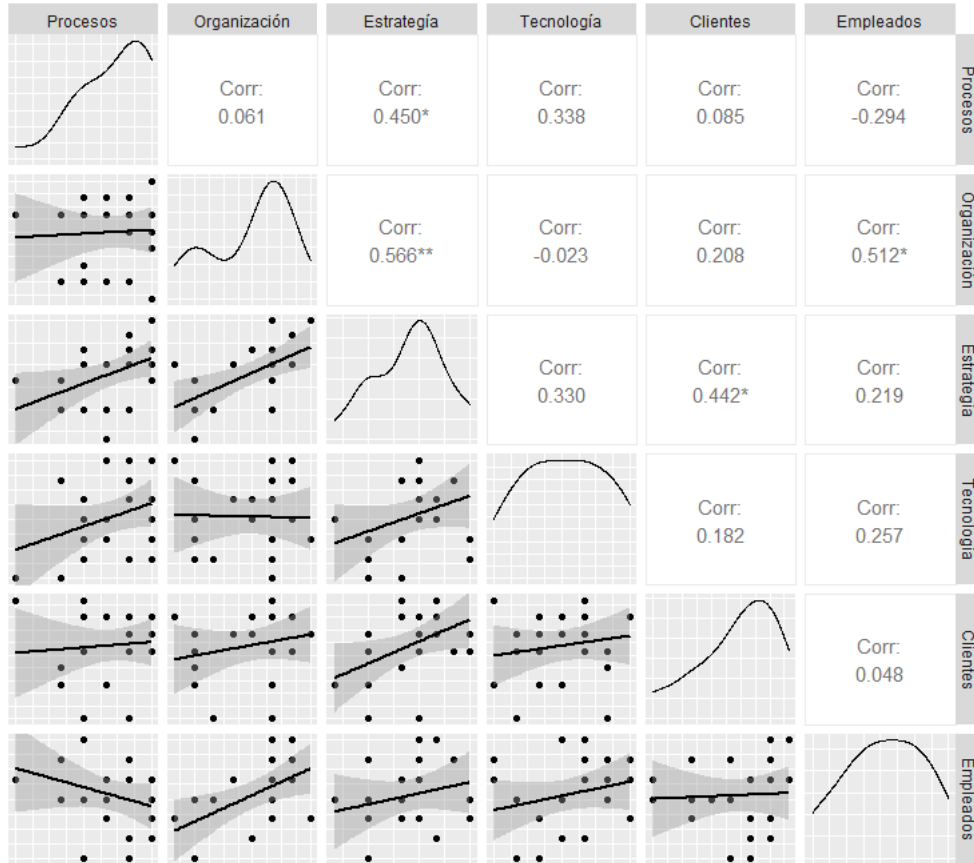 Procesos
Organización
Estrategía
Tecnología
Clientes
Empleados
Corr:
0.061
Corr:
0.450*
Corr:
0.338
Corr:
0.085
Corr:
-0.294
Procesos
Corr:
0.566**
Corr:
-0.023
Corr:
0.208
Corr:
0.512*
Organización
Corr:
0.330
Corr:
0.442*
Corr:
0.219
Estrategía
Corr:
0.182
Corr:
0.257
Tecnología
Corr:
0.048
Clientes
Empleados